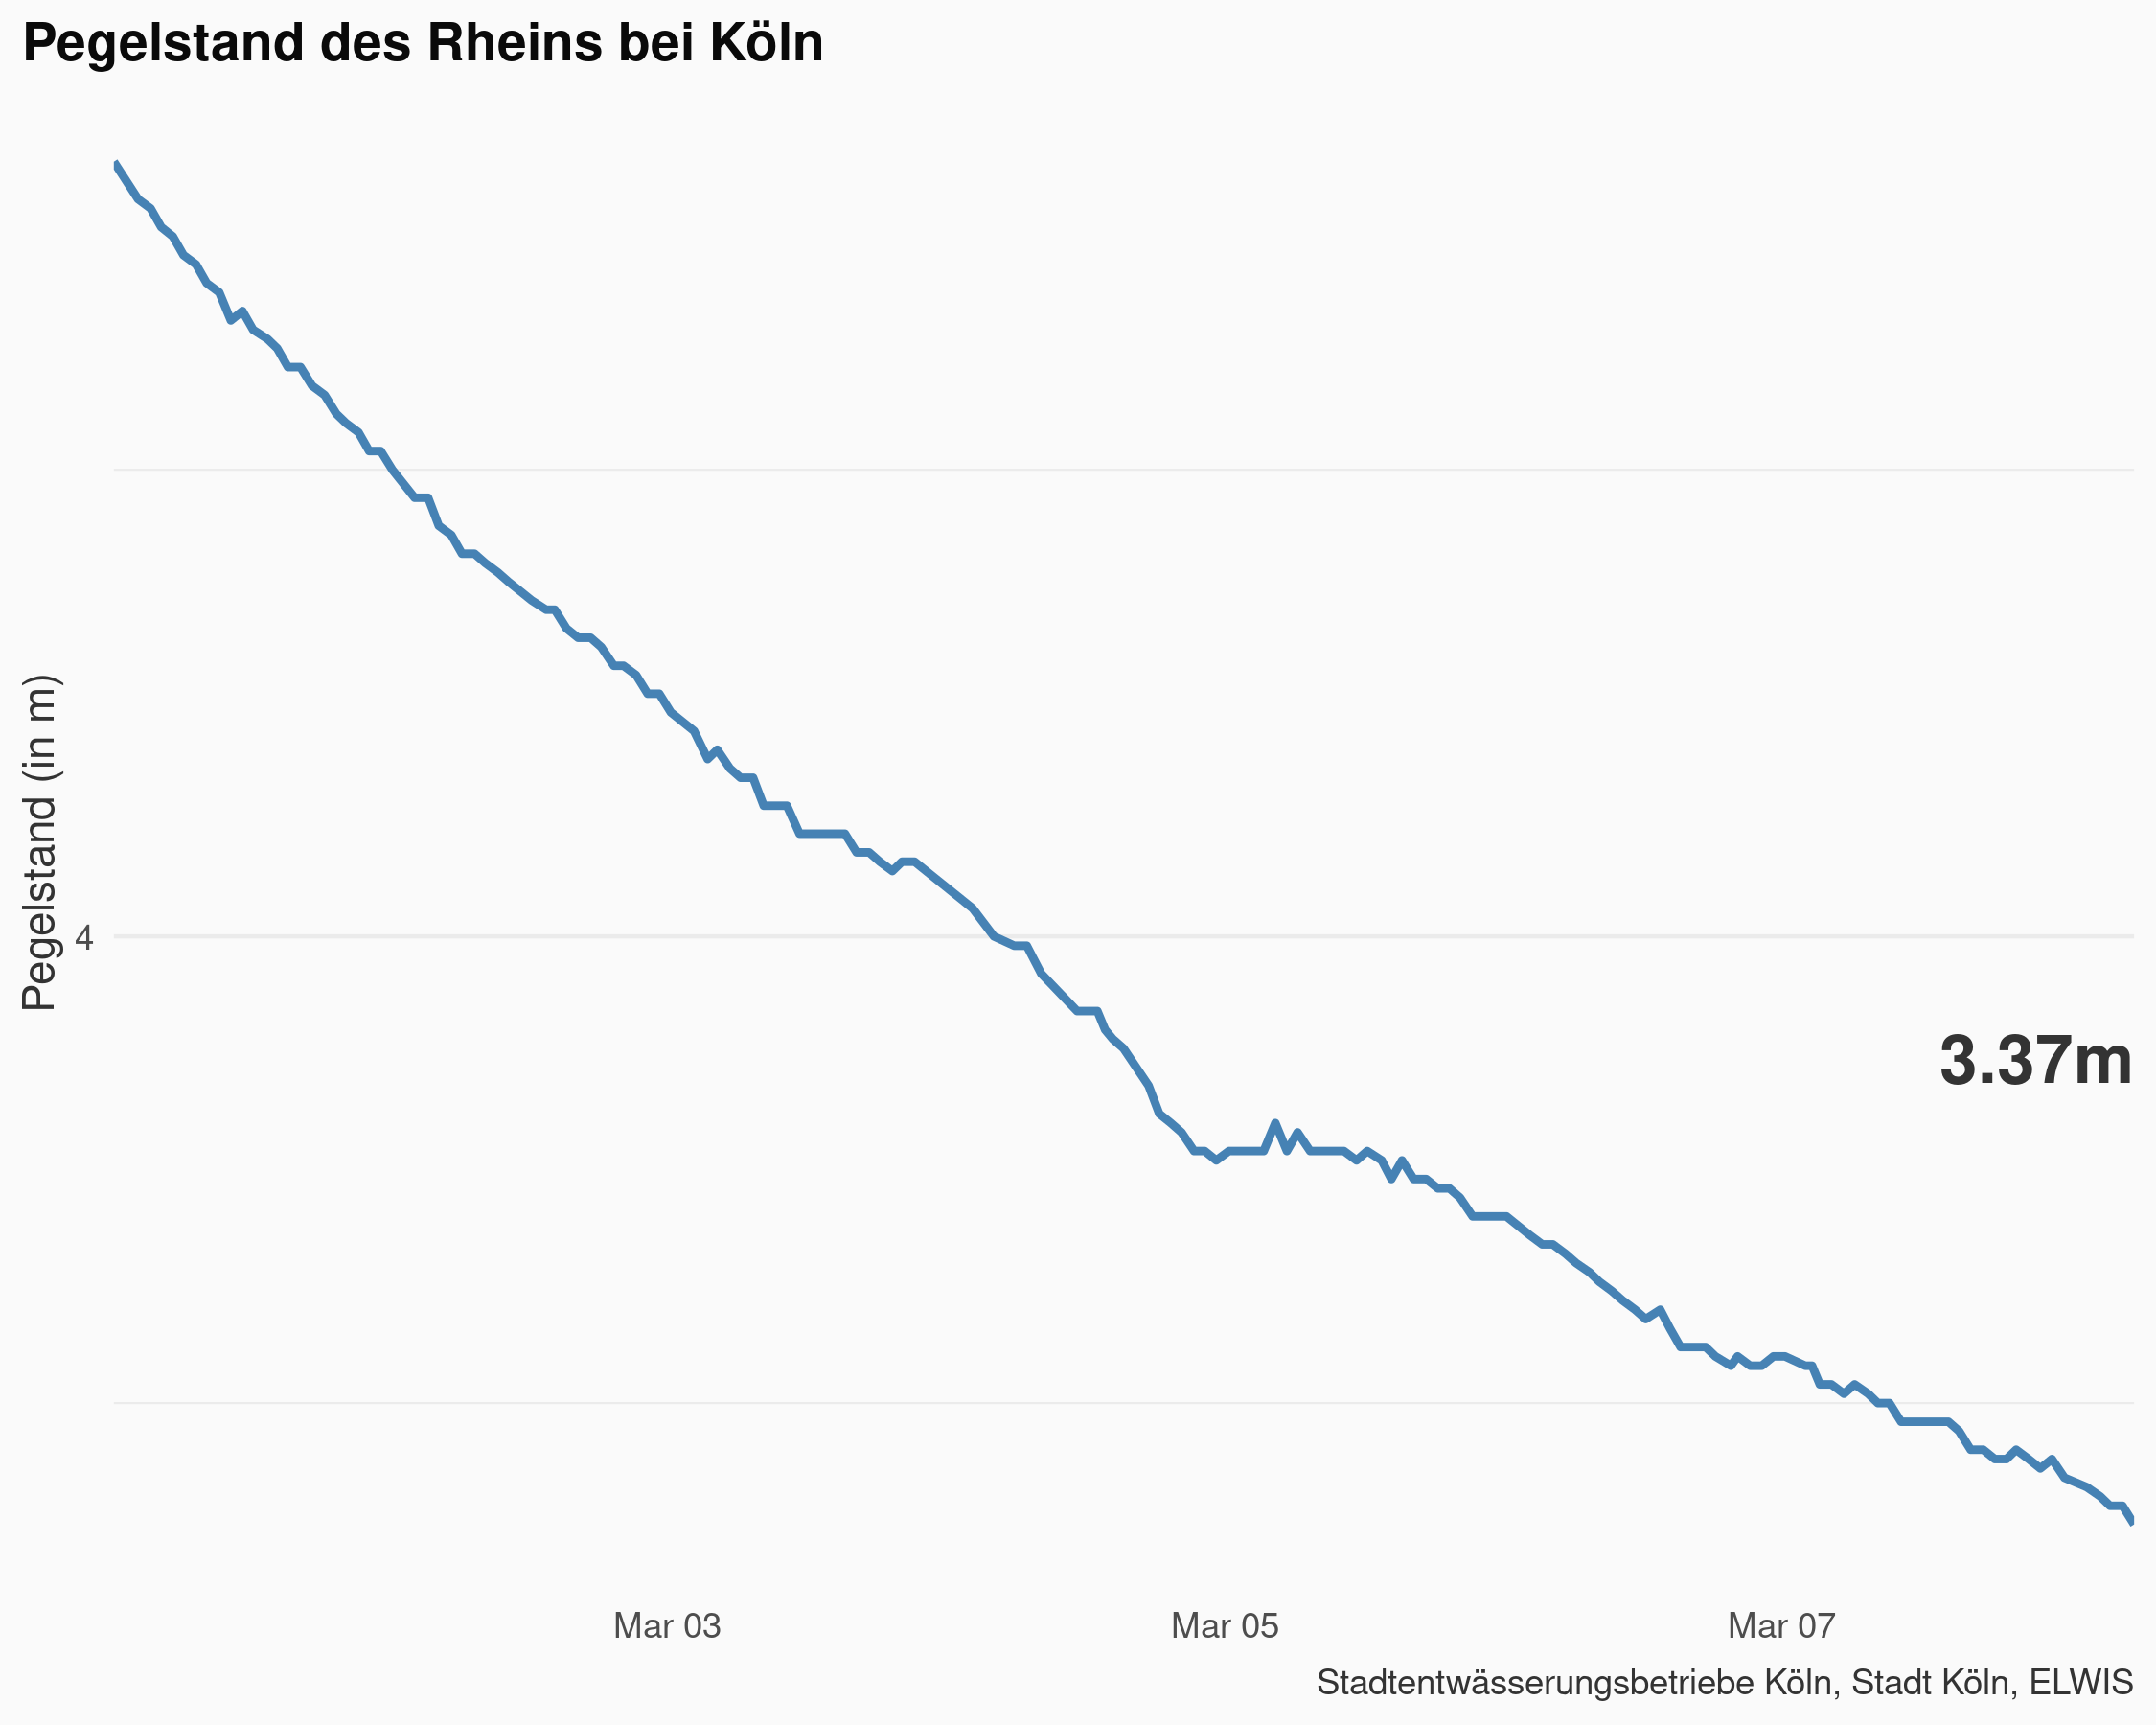 Pegelstand des Rheins bei Köln
Pegelstand (in m)
4
3.37m
Mar 03
Mar 05
Mar 07
Stadtentwässerungsbetriebe Köln, Stadt Köln, ELWIS